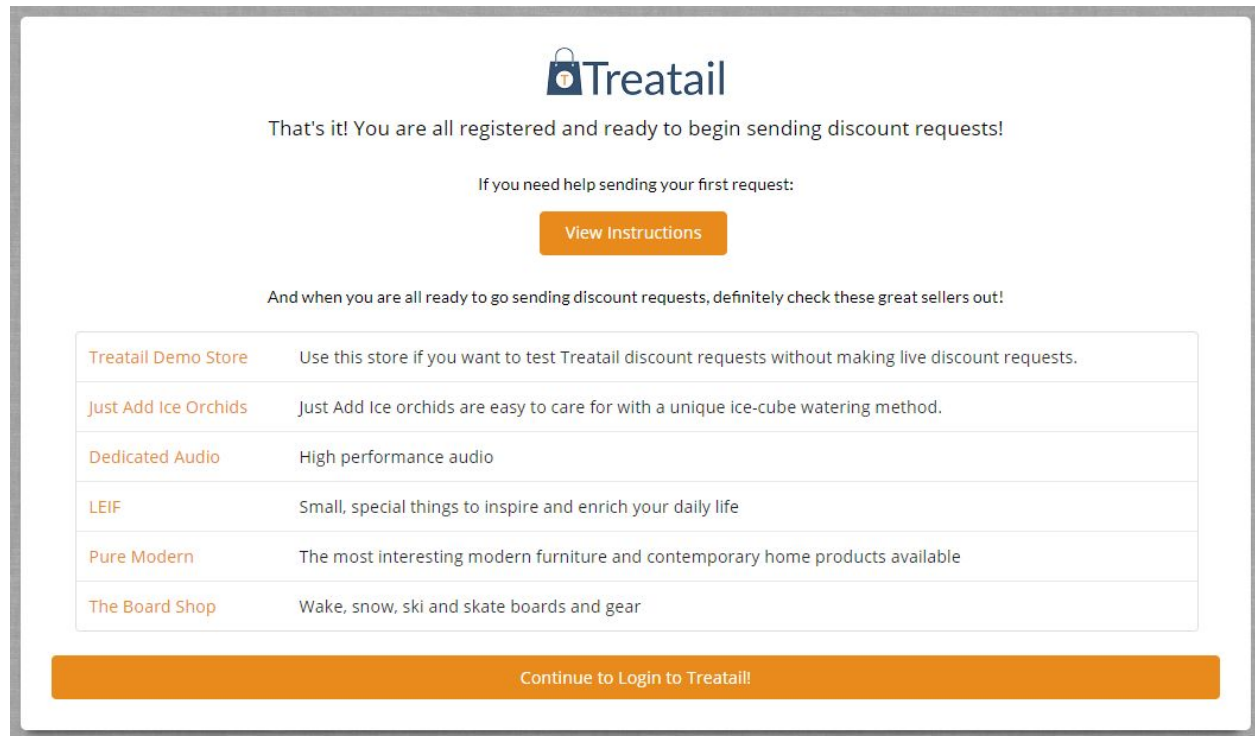 Treatail
That's it! You are all registered and ready to begin sending discount requests!
If you need help sending your first request:
View Instructions
And when you are all ready to go sending discount requests, definitely check these great sellers out!
Treatail Demo Store Use this store if you want to test Treatail discount requests without making live discount requests.
Just Add Ice Orchids Just Add Ice orchids are easy to care for with a unique ice-cube watering method.
Dedicated Audio High performance audio
LEIF Small, special things to inspire and enrich your daily life
Pure Modern The most interesting modern furniture and contemporary home products available
The Board Shop Wake, snow, ski and skate boards and gear
Continue to Login to Treatail!